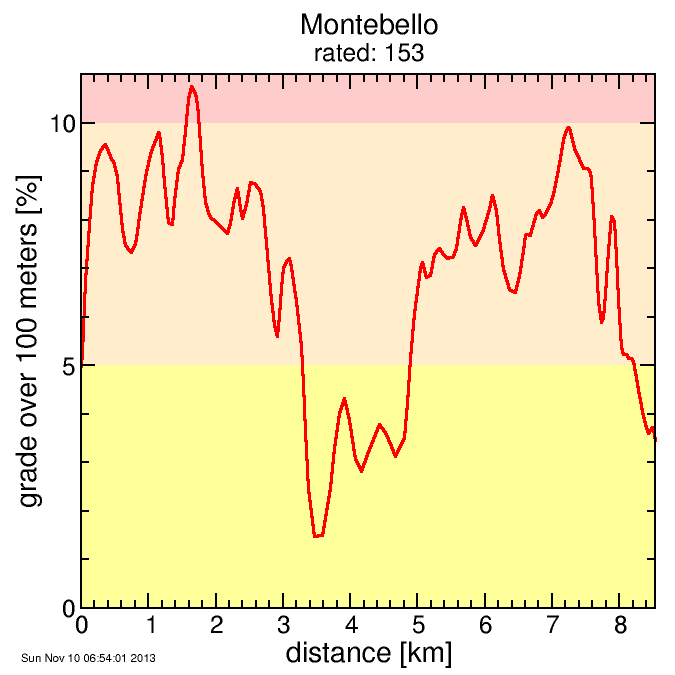 Montebello
rated: 153
grade over 100 meters [%]
10
5
0
0 1 2 3 4 5 6 7 8
distance [km]
Sun Nov 10 06:54:01 2013